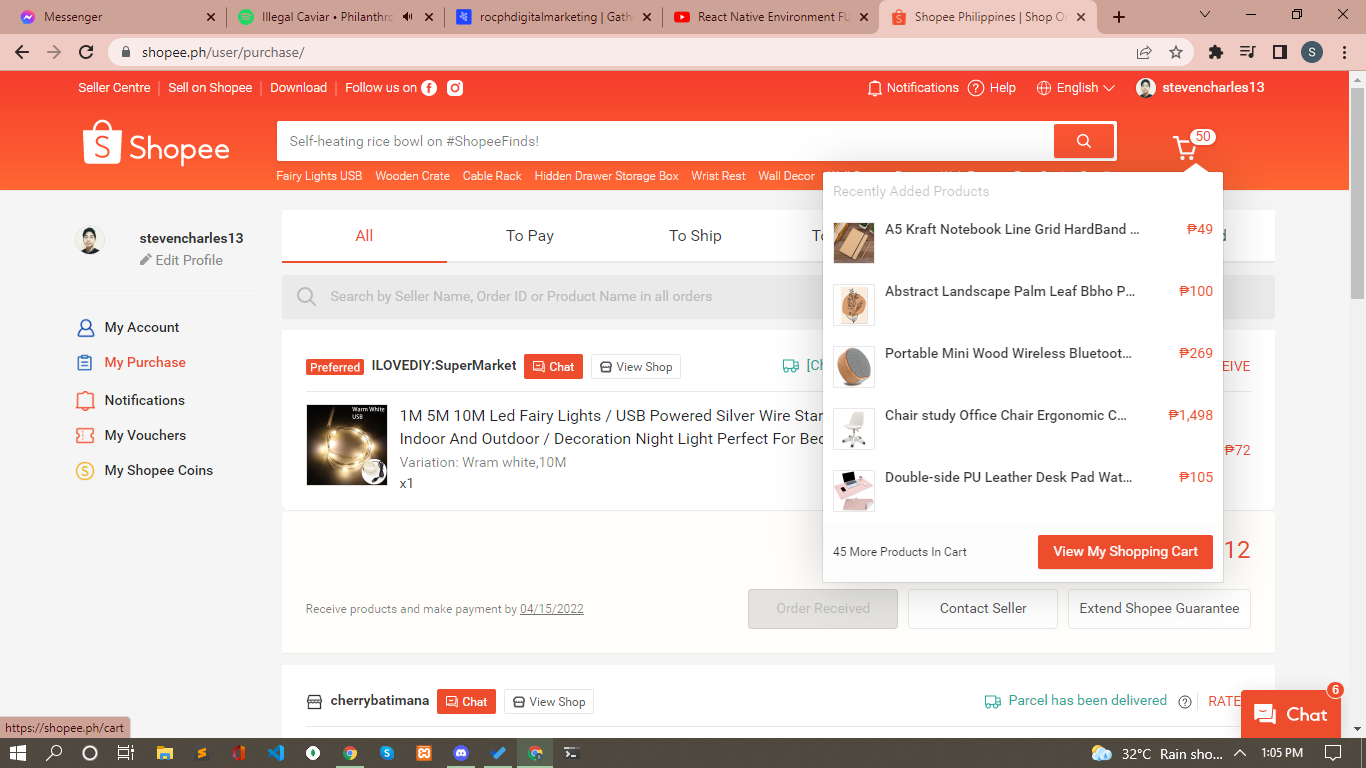 Messenger
Illegal Caviar • Philanthro
rocphdigitalmarketing | Gath
React Native Environment FU
Shopee Philippines | Shop On
shopee.ph/user/purchase/
S
Seller Centre
Sell on Shopee
Download
Follow us on
Notifications
Help
English
stevencharles13
Shopee
Self-heating rice bowl on #ShopeeFinds!
50
Fairy Lights USB
Wooden Crate
Cable Rack
Hidden Drawer Storage Box
Wrist Rest
Wall Decor
Recently Added Products
A5 Kraft Notebook Line Grid HardBand ...
₱49
Abstract Landscape Palm Leaf Bbho P...
₱100
Portable Mini Wood Wireless Bluetoot...
₱269
Chair study Office Chair Ergonomic C...
₱1,498
Double-side PU Leather Desk Pad Wat...
₱105
45 More Products In Cart
View My Shopping Cart
stevencharles13
Edit Profile
My Account
My Purchase
Notifications
My Vouchers
My Shopee Coins
All
To Pay
To Ship
Search by Seller Name, Order ID or Product Name in all orders
Preferred
ILOVEDIY:SuperMarket
Chat
View Shop
[Ch
EIVE
Warm White
USB
1M 5M 10M Led Fairy Lights / USB Powered Silver Wire Star
Indoor And Outdoor / Decoration Night Light Perfect For Bed
Variation: Wram white,10M
x1
₱72
12
Receive products and make payment by 04/15/2022
Order Received
Contact Seller
Extend Shopee Guarantee
cherrybatimana
Chat
View Shop
Parcel has been delivered
RATE
6
Chat
https://shopee.ph/cart
32°C Rain sho...
1:05 PM